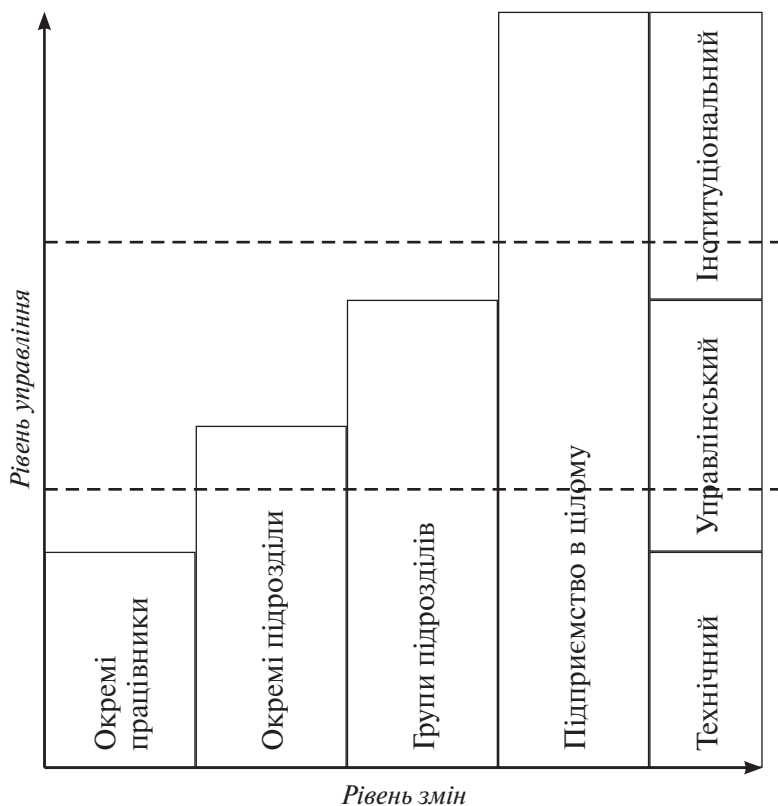 Рівень управління
Окремі
працівники
Окремі підрозділи
Групи підрозділів
Підприємство в цілому
Інституціональний
Управлінський
Технічний
Рівень змін